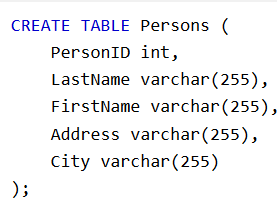 CREATE TABLE Persons (
    PersonID int,
    LastName varchar(255),
    FirstName varchar(255),
    Address varchar(255),
    City varchar(255)
);